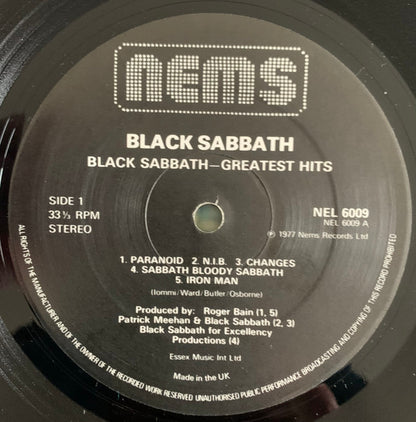 nems
BLACK SABBATH
BLACK SABBATH—GREATEST HITS
SIDE 1
33⅓ RPM
STEREO
NEL 6009
NEL 6009 A
℗ 1977 Nems Records Ltd
1. PARANOID 2. N.I.B. 3. CHANGES
4. SABBATH BLOODY SABBATH
5. IRON MAN
(Iommi/Ward/Butler/Osborne)
Produced by: Roger Bain (1, 5)
Patrick Meehan & Black Sabbath (2, 3)
Black Sabbath for Excellency
Productions (4)
Essex Music Int Ltd
Made in the UK
ALL RIGHTS OF THE MANUFACTURER AND OF THE OWNER OF THE RECORDED WORK RESERVED UNAUTHORISED PUBLIC PERFORMANCE BROADCASTING AND COPYING OF THIS RECORD PROHIBITED